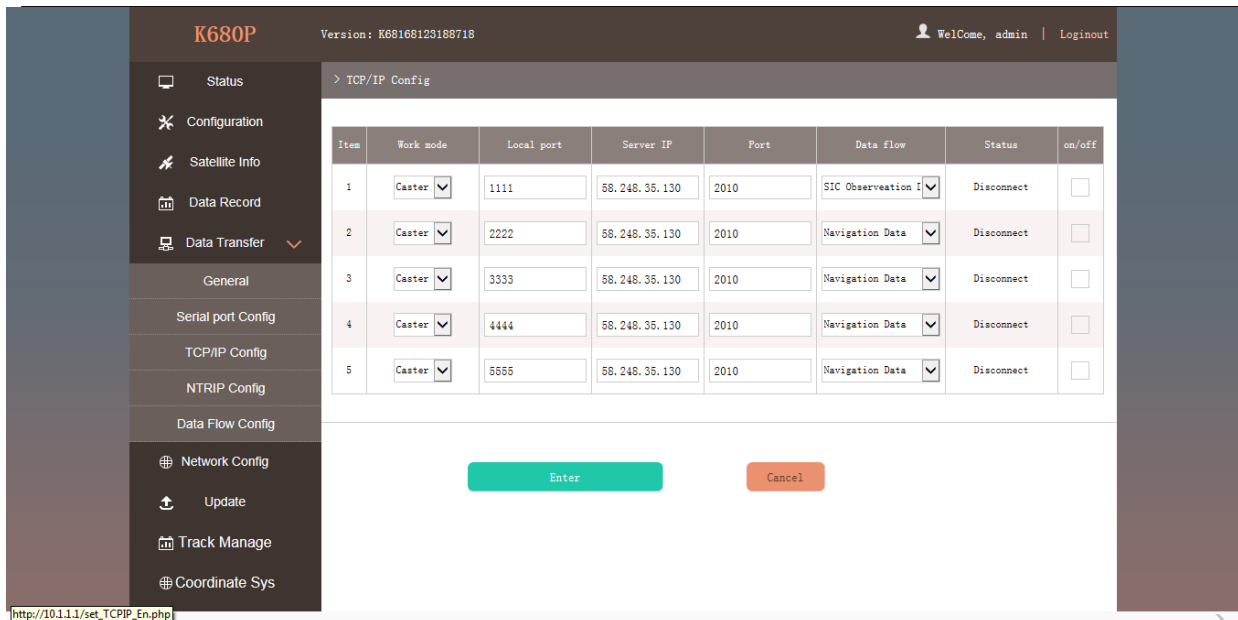 K680P
Version: K68168123188718
WelCome, admin | Loginout
Status
Configuration
Satellite Info
Data Record
Data Transfer
General
Serial port Config
TCP/IP Config
NTRIP Config
Data Flow Config
Network Config
Update
Track Manage
Coordinate Sys
> TCP/IP Config
Item Work mode Local port Server IP Port Data flow Status on/off
1 Caster 1111 58.248.35.130 2010 SIC Observeation D Disconnect
2 Caster 2222 58.248.35.130 2010 Navigation Data Disconnect
3 Caster 3333 58.248.35.130 2010 Navigation Data Disconnect
4 Caster 4444 58.248.35.130 2010 Navigation Data Disconnect
5 Caster 5555 58.248.35.130 2010 Navigation Data Disconnect
Enter Cancel
http://10.1.1.1/set_TCPIP_En.php